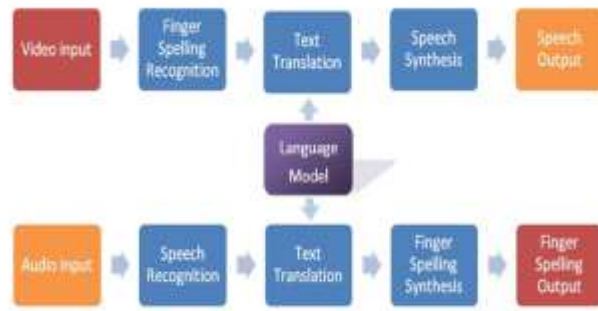 Video input
Finger
Spelling
Recognition
Text
Translation
Speech
Synthesis
Speech
Output
Language
Model
Audio input
Speech
Recognition
Text
Translation
Finger
Spelling
Synthesis
Finger
Spelling
Output